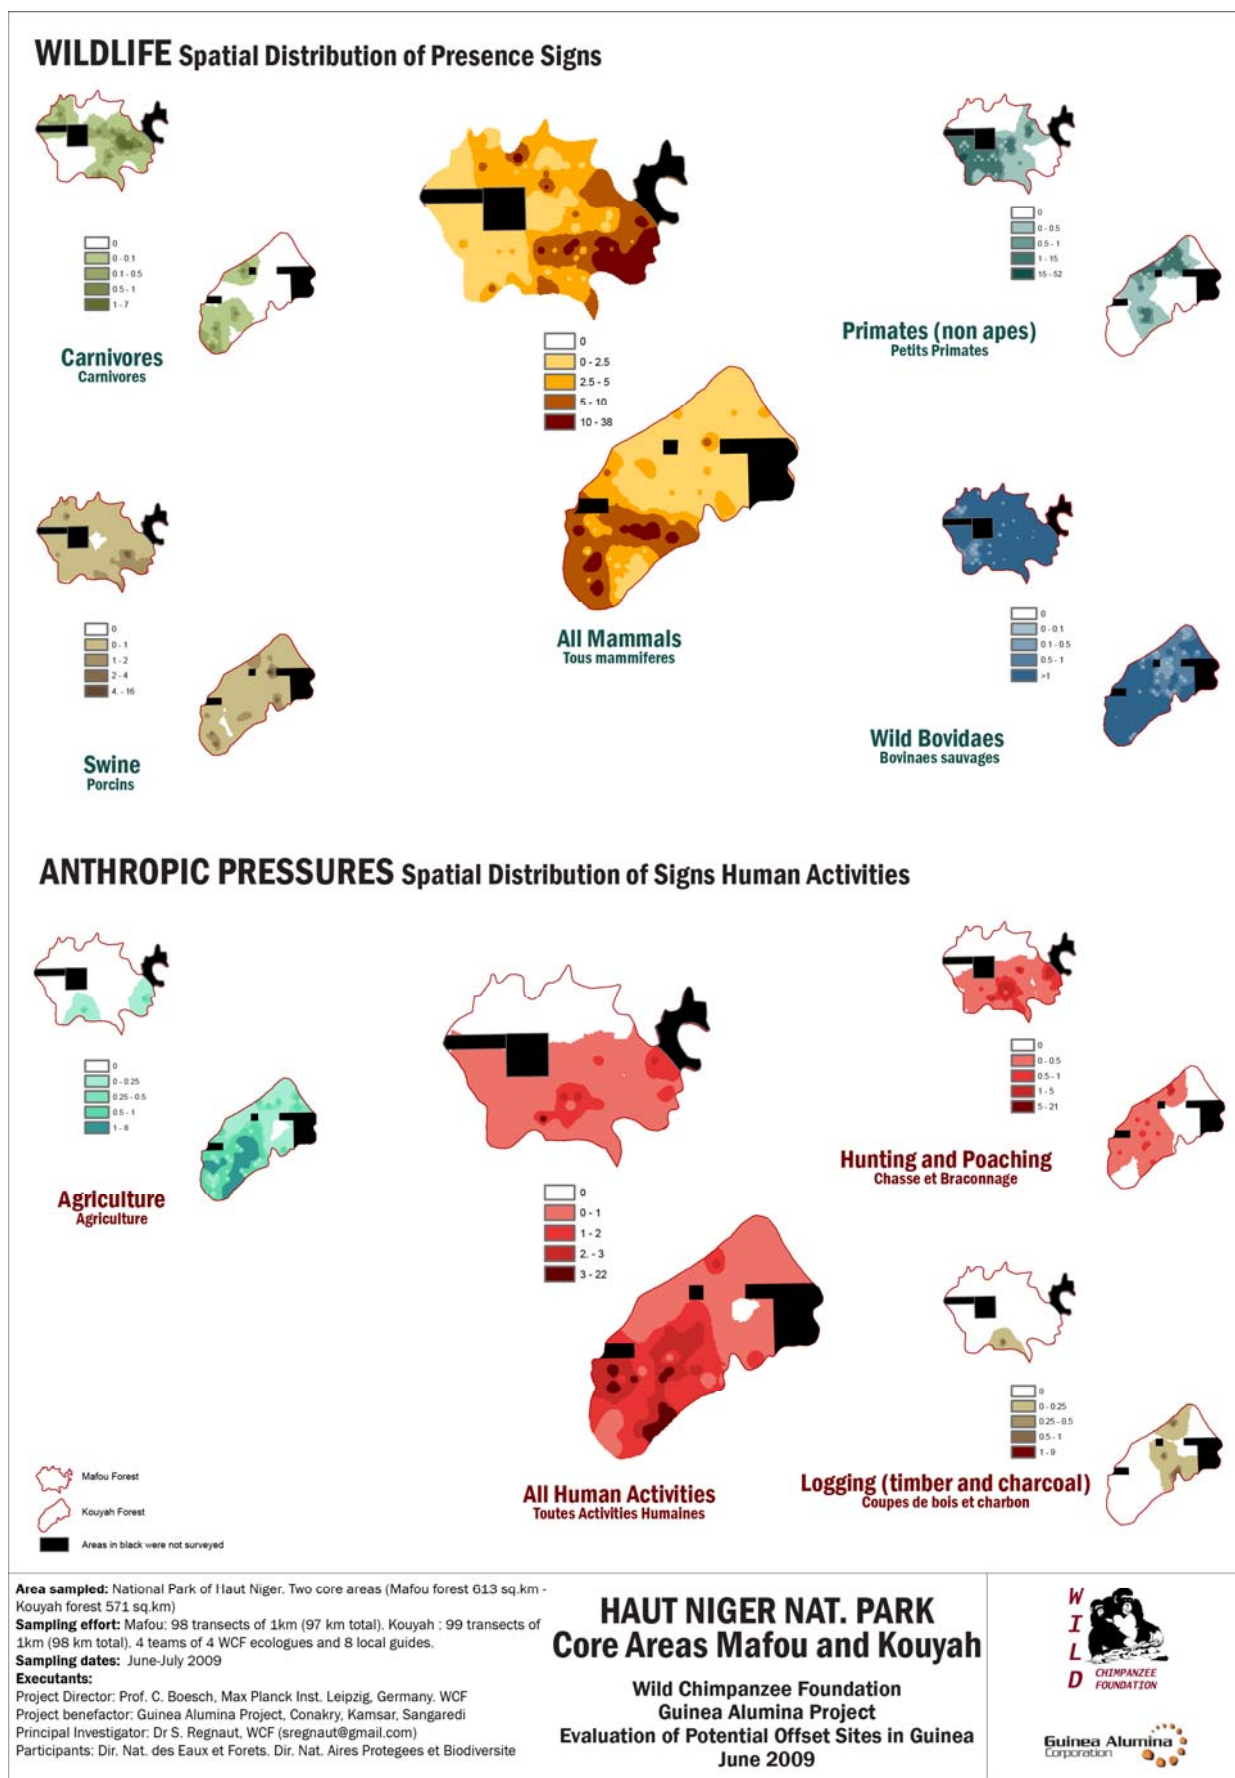 WILDLIFE Spatial Distribution of Presence Signs
0
0 - 0.1
0.1 - 0.5
0.5 - 1
1 - 7
Carnivores
Carnivores
0
0 - 2.5
2.5 - 5
5 - 10
10 - 38
All Mammals
Tous mammiferes
0
0 - 0.5
0.5 - 1
1 - 15
15 - 52
Primates (non apes)
Petits Primates
0
0 - 1
1 - 2
2 - 4
4. - 16
Swine
Porcins
0
0 - 0.1
0.1 - 0.5
0.5 - 1
>1
Wild Bovidaes
Bovinaes sauvages
ANTHROPIC PRESSURES Spatial Distribution of Signs Human Activities
0
0 - 0.25
0.25 - 0.5
0.5 - 1
1 - 8
Agriculture
Agriculture
0
0 - 1
1 - 2
2. - 3
3 - 22
All Human Activities
Toutes Activities Humaines
0
0 - 0.5
0.5 - 1
1 - 5
5 - 21
Hunting and Poaching
Chasse et Braconnage
0
0 - 0.25
0.25 - 0.5
0.5 - 1
1 - 9
Logging (timber and charcoal)
Coupes de bois et charbon
Mafou Forest
Kouyah Forest
Areas in black were not surveyed
Area sampled: National Park of Haut Niger. Two core areas (Mafou forest 613 sq.km -
Kouyah forest 571 sq.km)
Sampling effort: Mafou: 98 transects of 1km (97 km total). Kouyah : 99 transects of
1km (98 km total). 4 teams of 4 WCF ecologues and 8 local guides.
Sampling dates: June-July 2009
Executants:
Project Director: Prof. C. Boesch, Max Planck Inst. Leipzig, Germany. WCF
Project benefactor: Guinea Alumina Project, Conakry, Kamsar, Sangaredi
Principal Investigator: Dr S. Regnaut, WCF (sregnaut@gmail.com)
Participants: Dir. Nat. des Eaux et Forets. Dir. Nat. Aires Protegees et Biodiversite
HAUT NIGER NAT. PARK
Core Areas Mafou and Kouyah
Wild Chimpanzee Foundation
Guinea Alumina Project
Evaluation of Potential Offset Sites in Guinea
June 2009
WILD
CHIMPANZEE
FOUNDATION
Guinea Alumina
Corporation